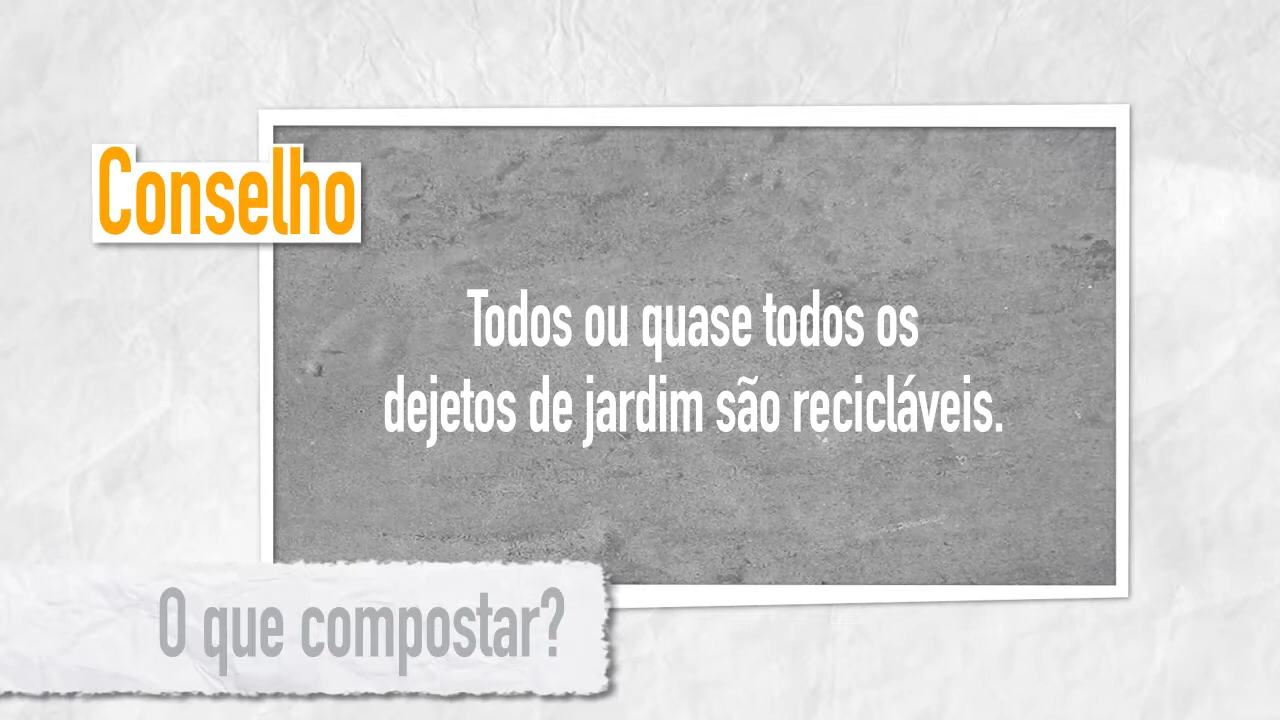 Conselho
Todos ou quase todos os
dejetos de jardim são recicláveis.
O que compostar?